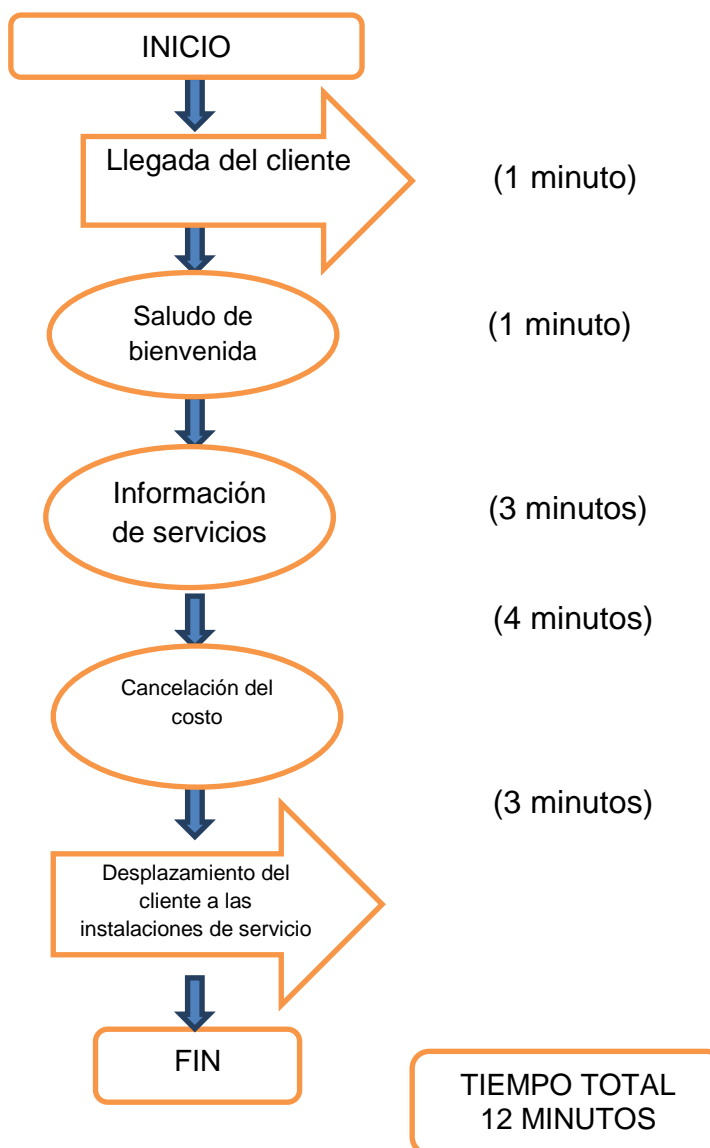 INICIO
Llegada del cliente
(1 minuto)
Saludo de
bienvenida
(1 minuto)
Información
de servicios
(3 minutos)
(4 minutos)
Cancelación del
costo
(3 minutos)
Desplazamiento del
cliente a las
instalaciones de servicio
FIN
TIEMPO TOTAL
12 MINUTOS